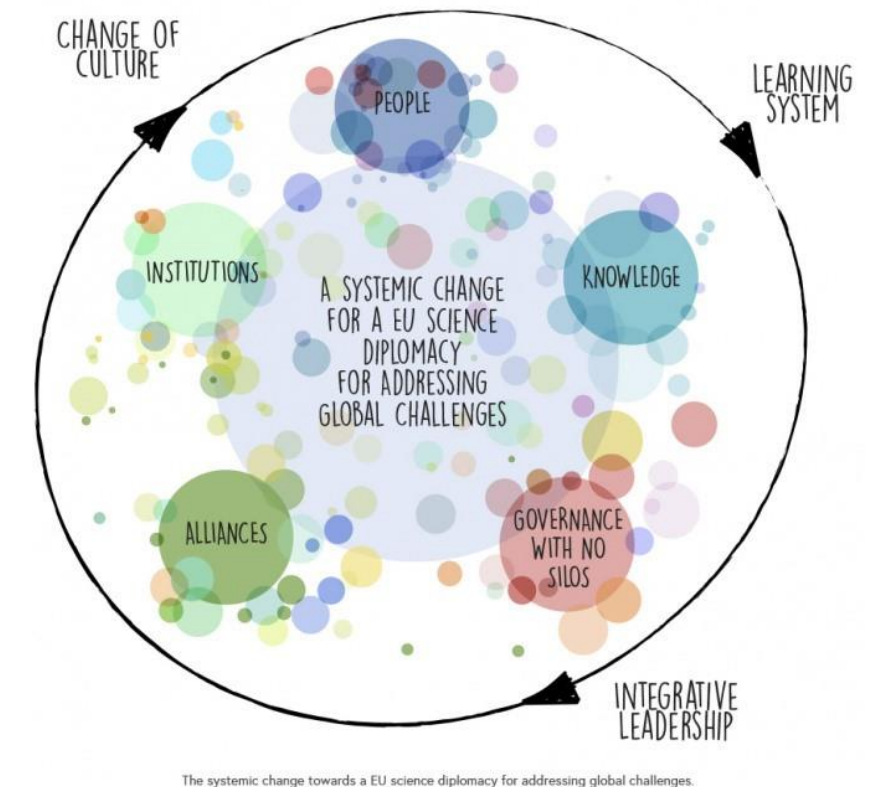 CHANGE OF
CULTURE
PEOPLE
LEARNING
SYSTEM
INSTITUTIONS
KNOWLEDGE
A SYSTEMIC CHANGE
FOR A EU SCIENCE
DIPLOMACY
FOR ADDRESSING
GLOBAL CHALLENGES
ALLIANCES
GOVERNANCE
WITH NO
SILOS
INTEGRATIVE
LEADERSHIP
The systemic change towards a EU science diplomacy for addressing global challenges.